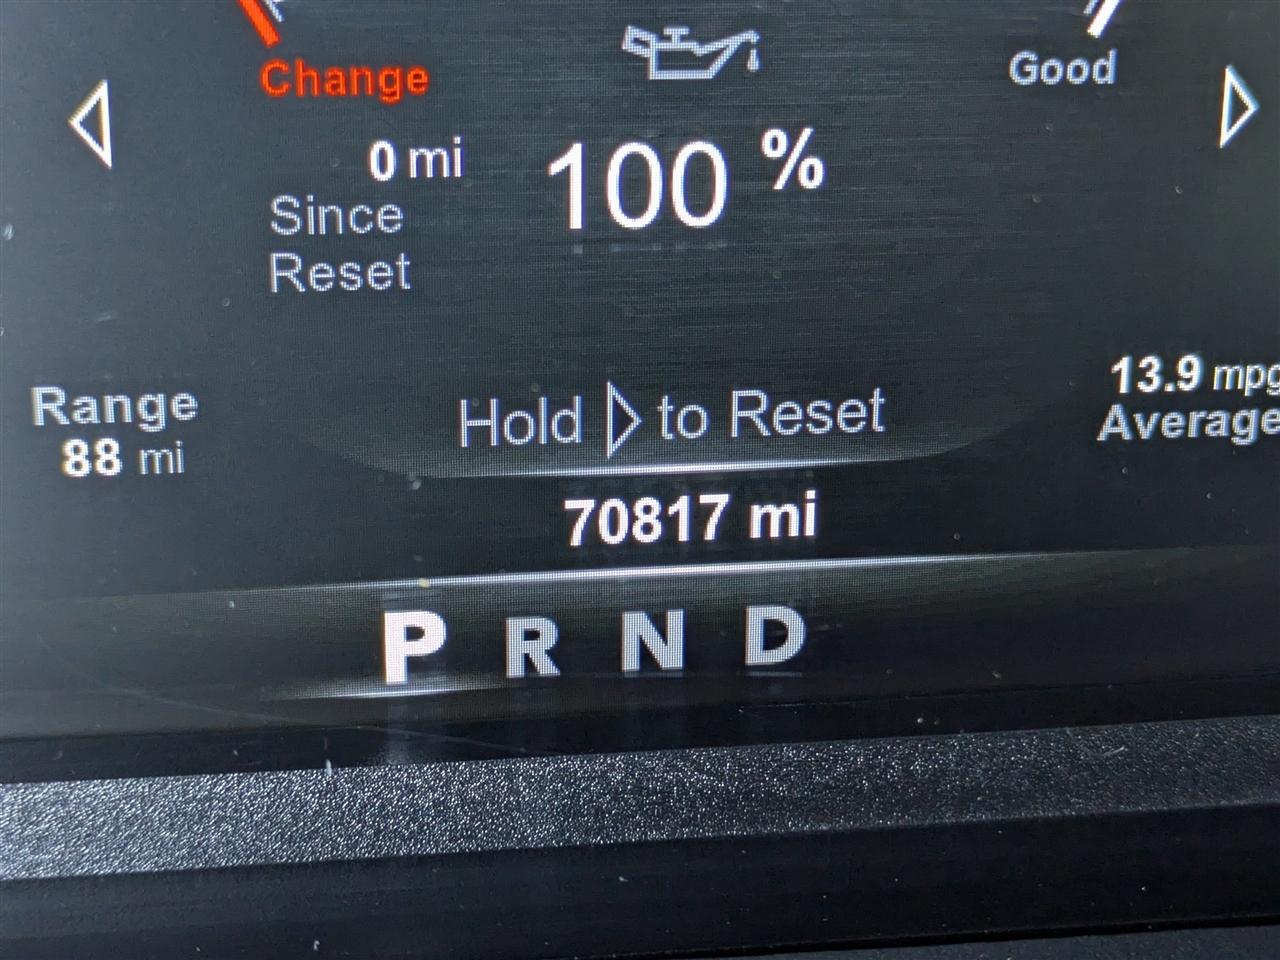 Change
Good
0 mi
100 %
Since
Reset
Range
88 mi
Hold to Reset
13.9 mpg
Average
70817 mi
P R N D